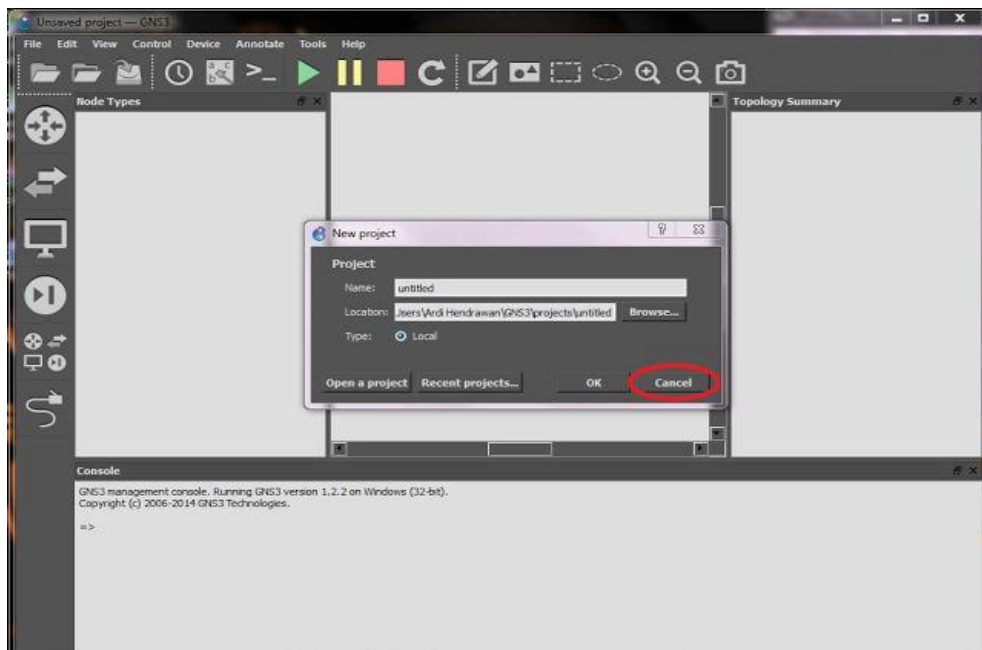 Unsaved project — GNS3
File Edit View Control Device Annotate Tools Help
Node Types
Topology Summary
New project
Project
Name: untitled
Location: Jsers\Ardi Hendrawan\GNS3\projects\untitled Browse...
Type: Local
Open a project Recent projects... OK Cancel
Console
GNS3 management console. Running GNS3 version 1.2.2 on Windows (32-bit).
Copyright (c) 2006-2014 GNS3 Technologies.
=>